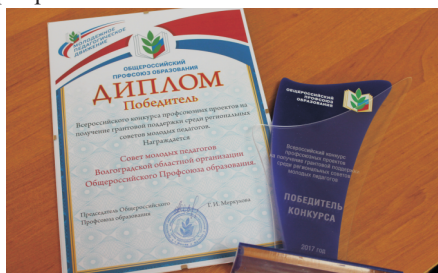 МОЛОДЕЖНОЕ
ПЕДАГОГИЧЕСКОЕ
ДВИЖЕНИЕ
ОБЩЕРОССИЙСКИЙ
ПРОФСОЮЗ ОБРАЗОВАНИЯ
ДИПЛОМ
Победитель
Всероссийского конкурса профсоюзных проектов на
получение грантовой поддержки среди региональных
советов молодых педагогов.
Награждается
Совет молодых педагогов
Волгоградской областной организации
Общероссийского Профсоюза образования.
Председатель Общероссийского
Профсоюза образования
Г. И. Меркулова
ОБЩЕРОССИЙСКИЙ
ПРОФСОЮЗ
ОБРАЗОВАНИЯ
Всероссийский конкурс
профсоюзных проектов
на получение грантовой поддержки
среди региональных советов
молодых педагогов
ПОБЕДИТЕЛЬ
КОНКУРСА
2017 год